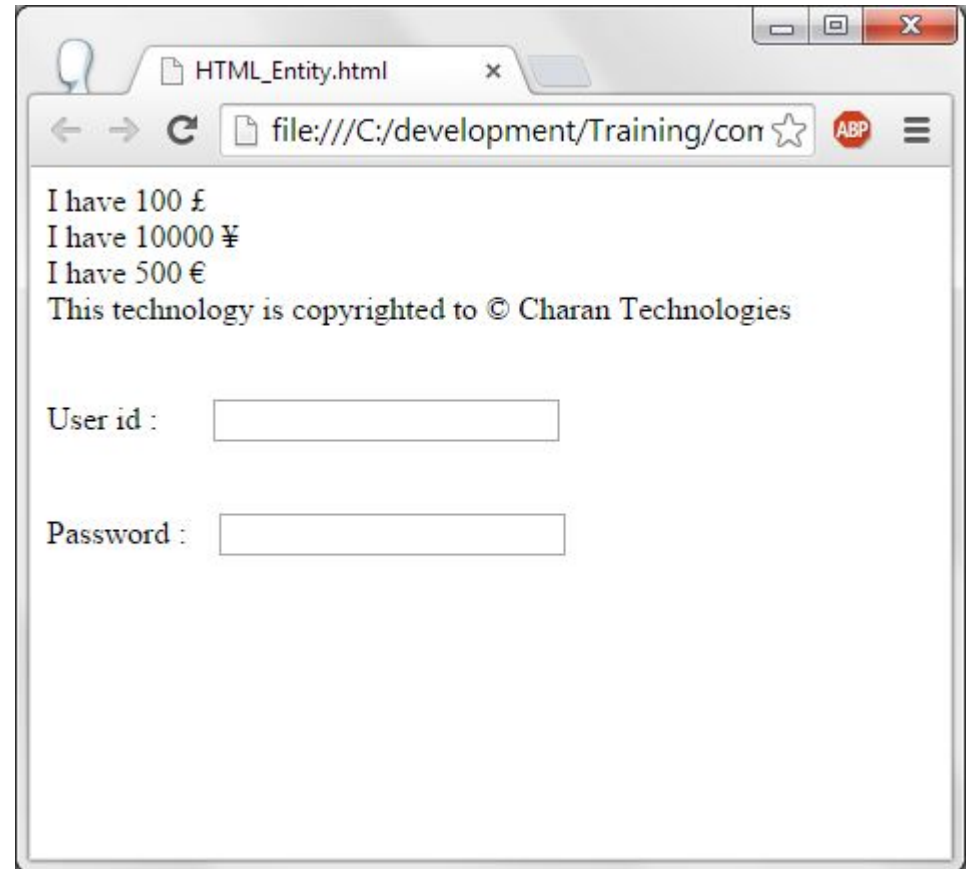 HTML_Entity.html
file:///C:/development/Training/con
ABP
I have 100 £
I have 10000 ¥
I have 500 €
This technology is copyrighted to © Charan Technologies
User id :
Password :